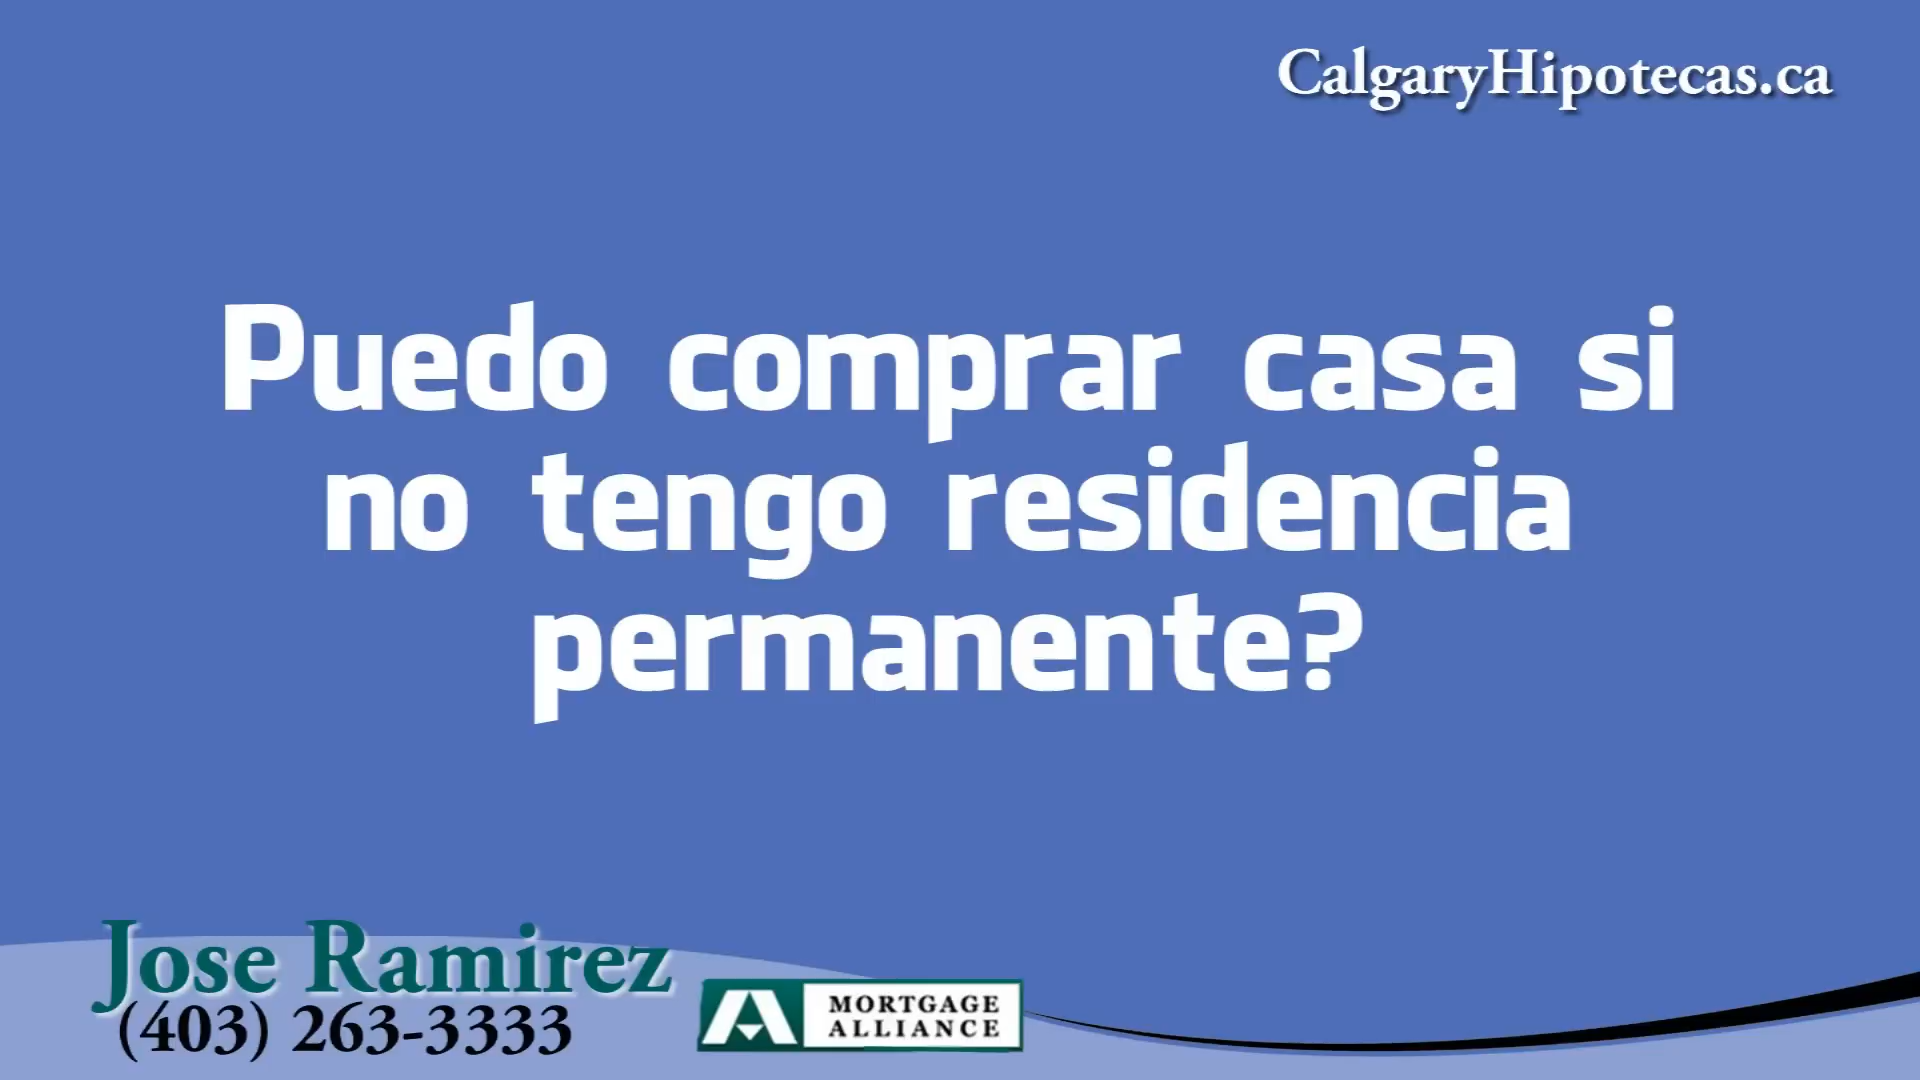 CalgaryHipotecas.ca
Puedo comprar casa si
no tengo residencia
permanente?
Jose Ramirez
(403) 263-3333
MORTGAGE
ALLIANCE